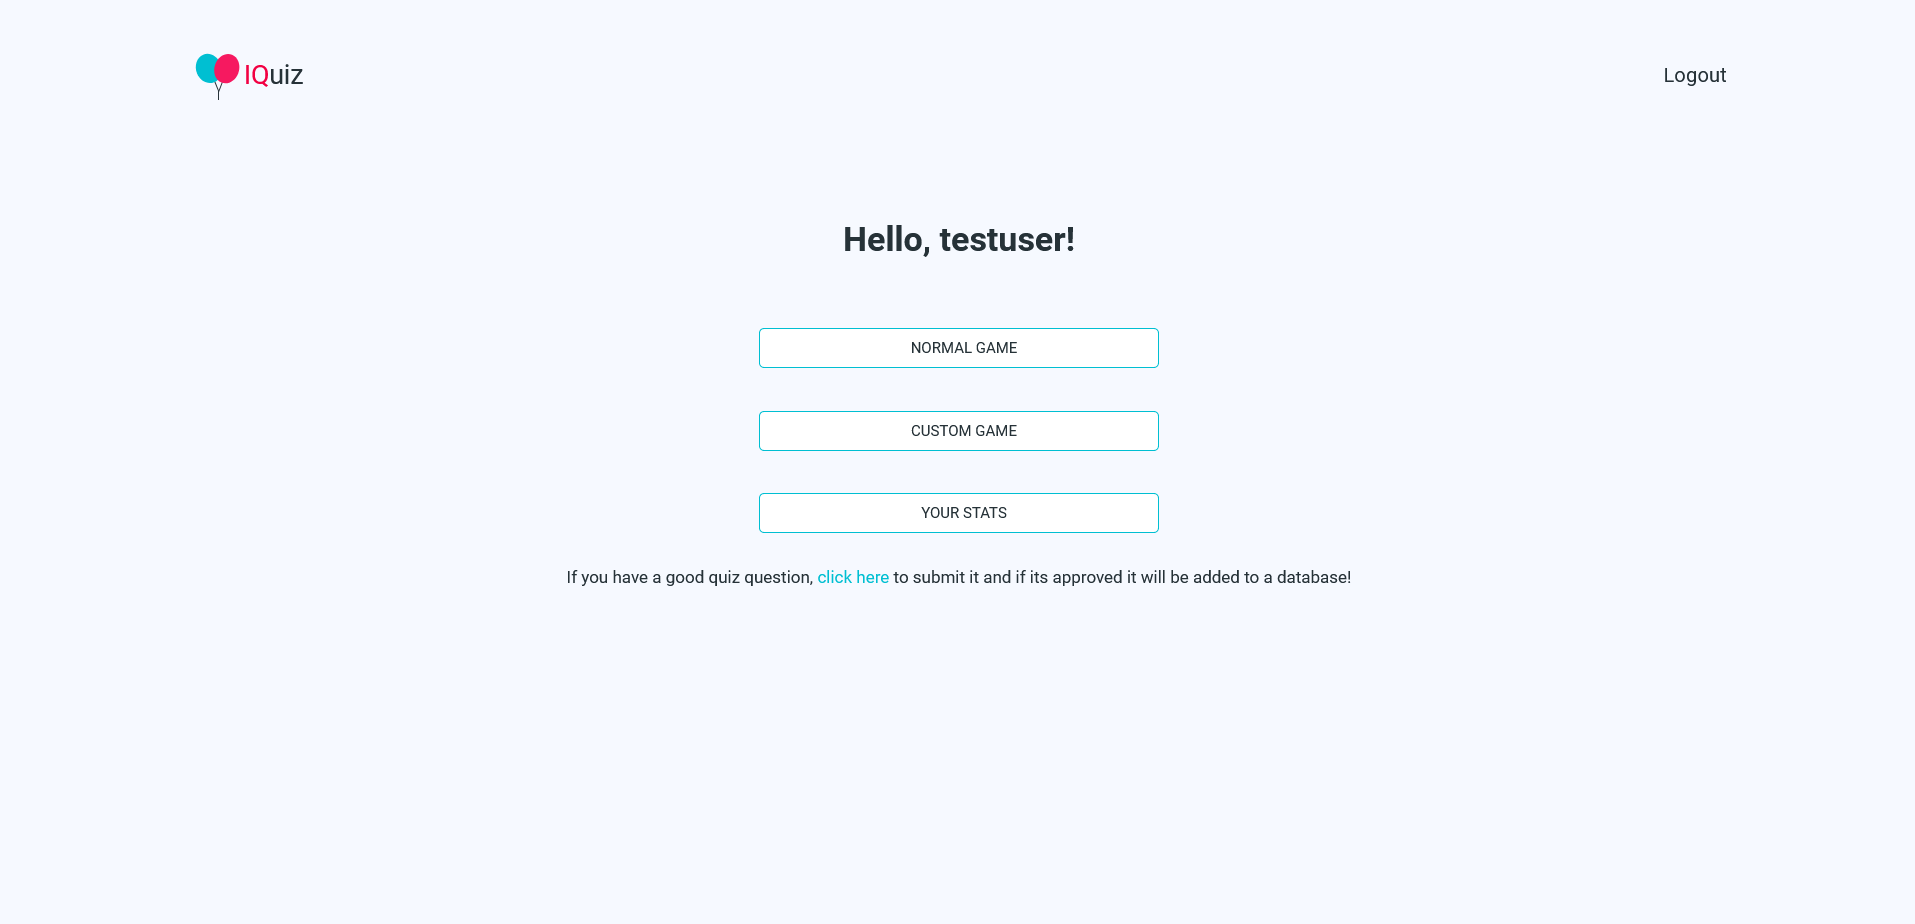 IQuiz
Logout
Hello, testuser!
NORMAL GAME
CUSTOM GAME
YOUR STATS
If you have a good quiz question, click here to submit it and if its approved it will be added to a database!